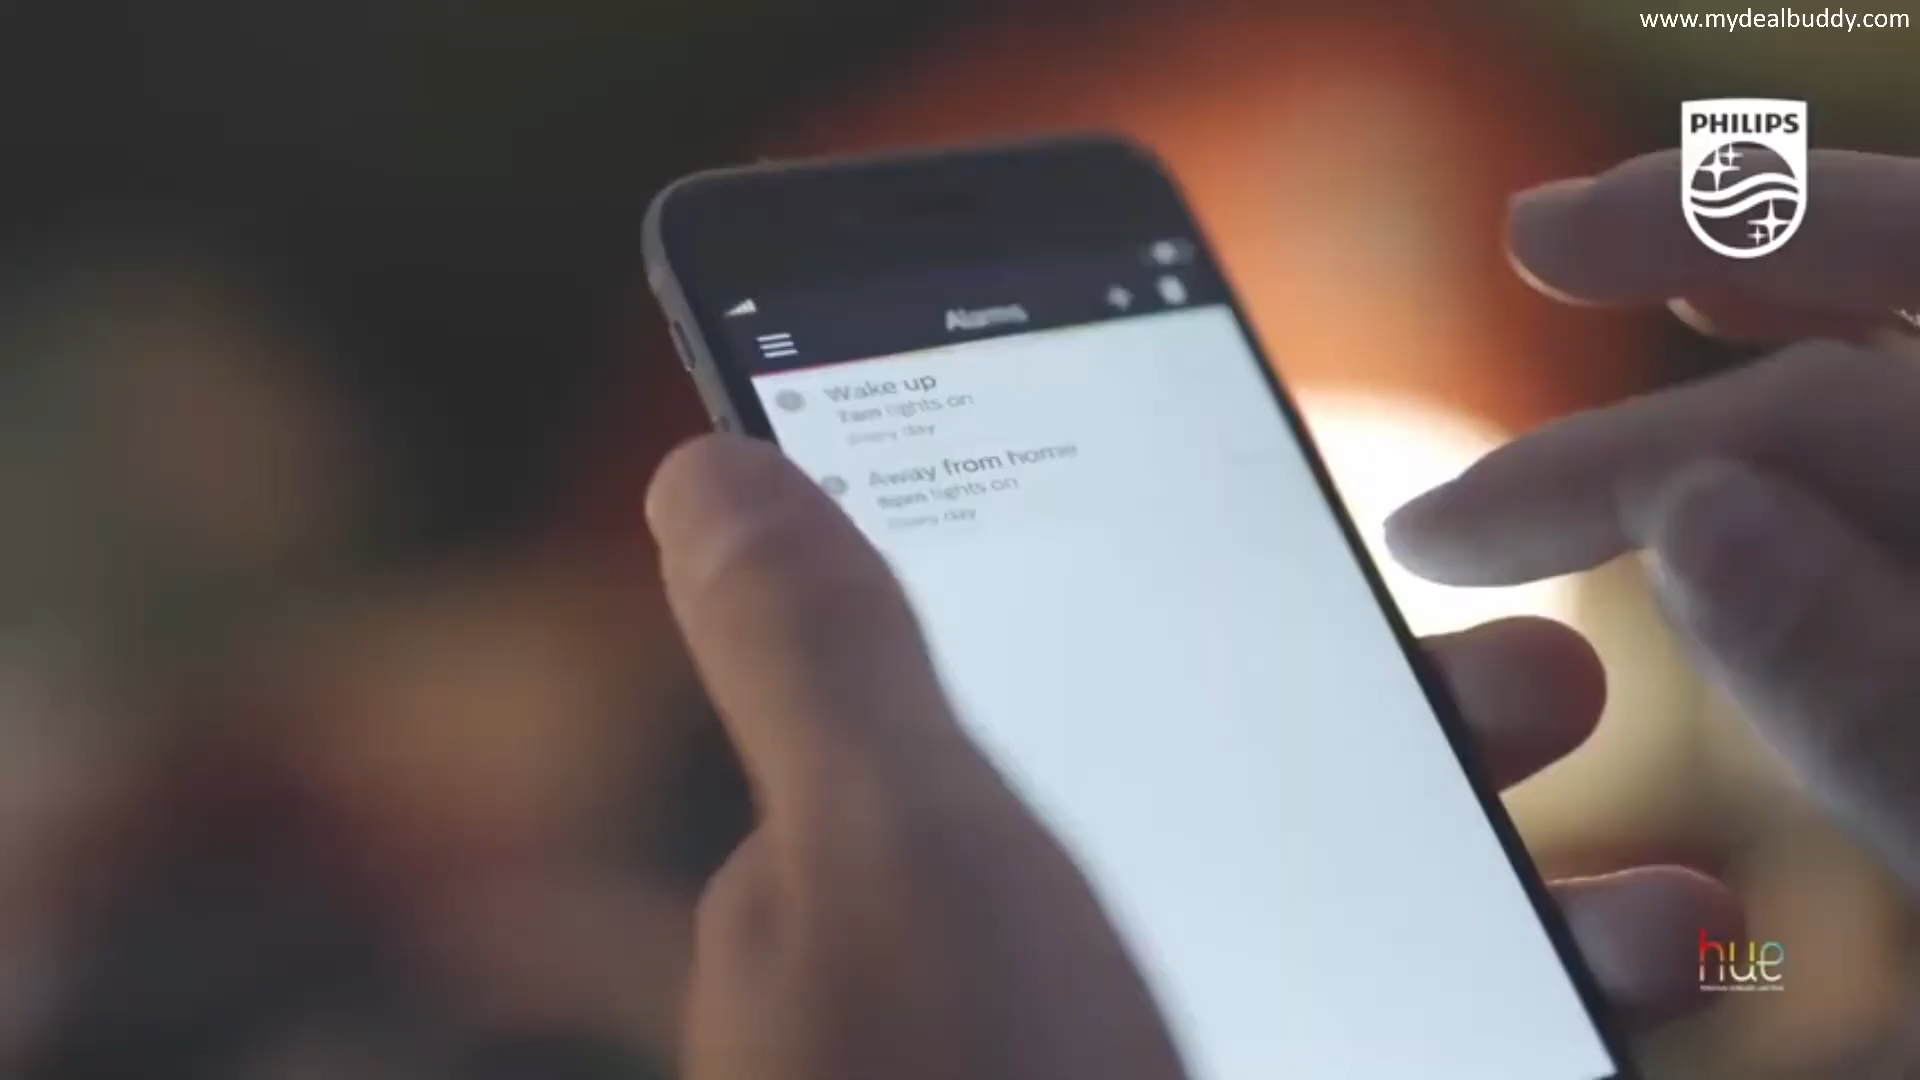 www.mydealbuddy.com
PHILIPS
Alarms
Wake up
7am lights on
Every day
Away from home
lights on
Every day
hue